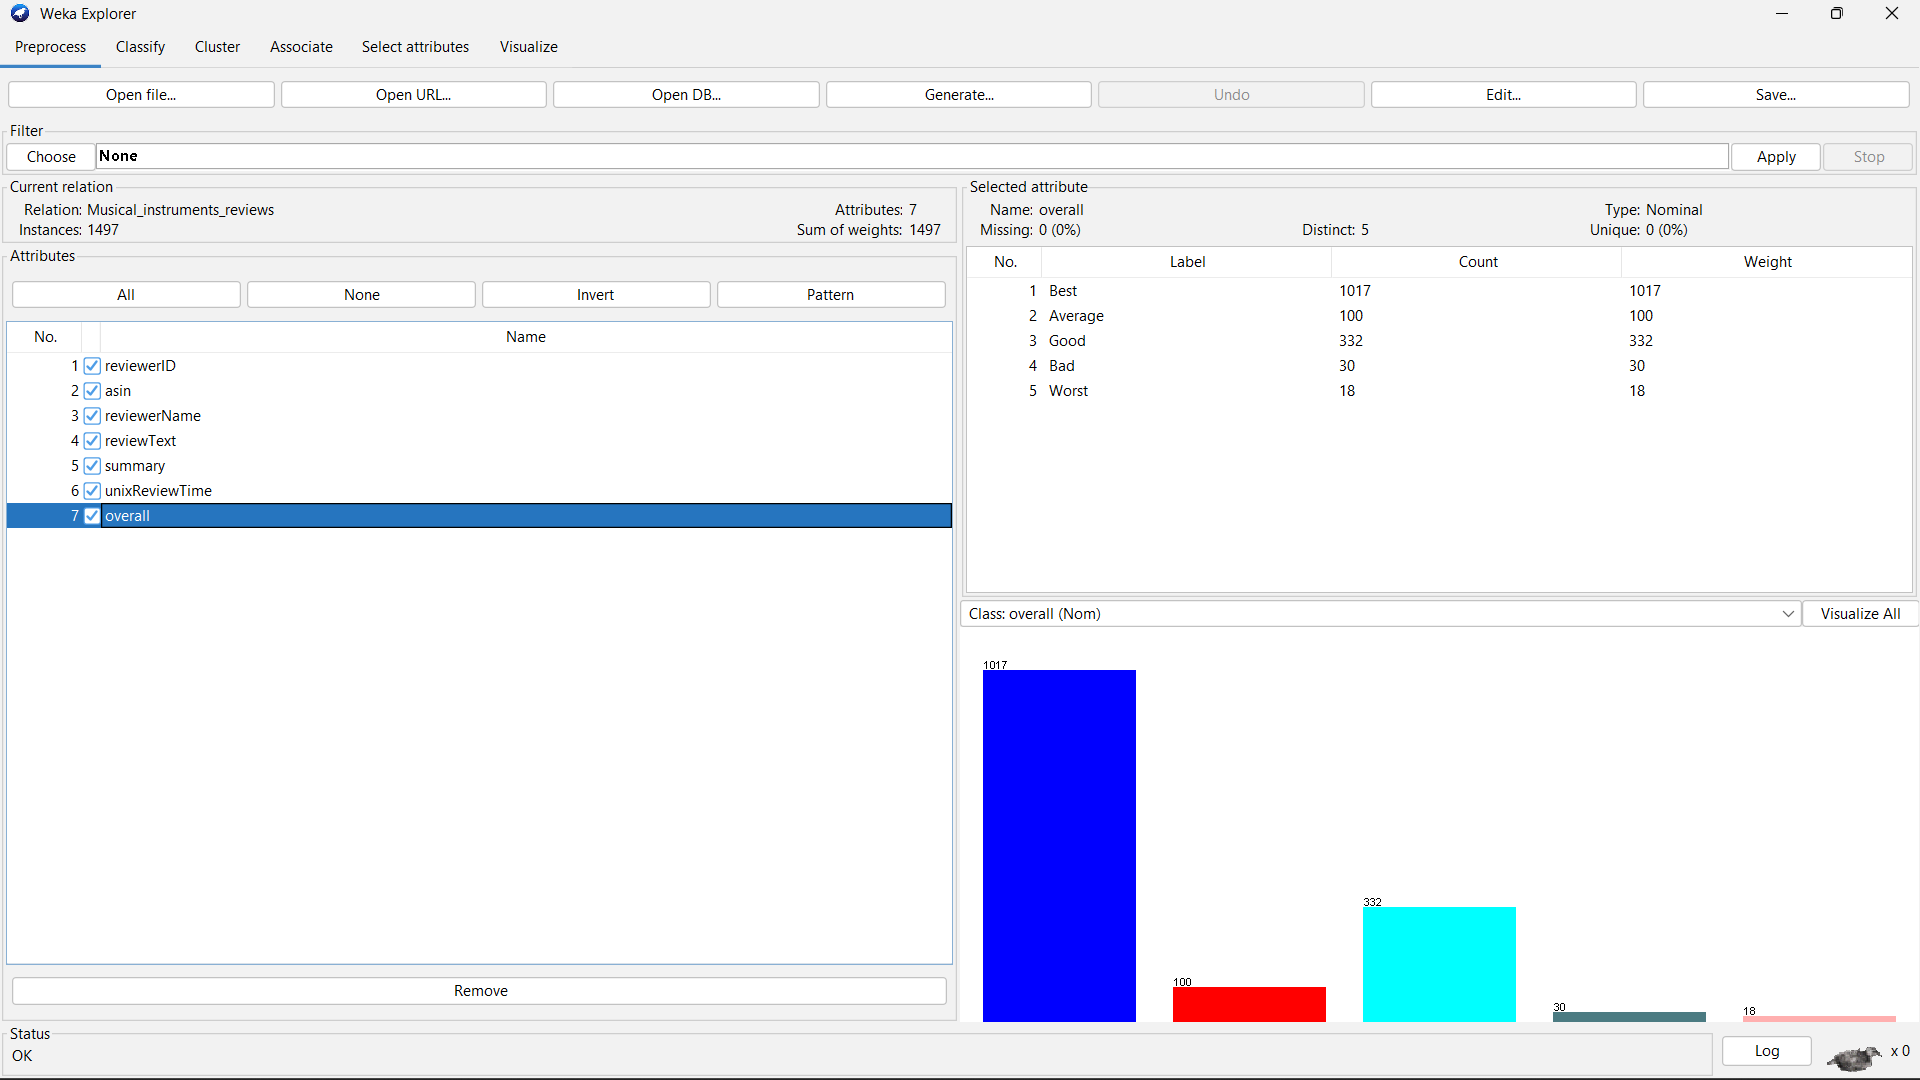 Weka Explorer
Preprocess Classify Cluster Associate Select attributes Visualize
Open file... Open URL... Open DB... Generate... Undo Edit... Save...
Filter
Choose None Apply Stop
Current relation
Relation: Musical_instruments_reviews Attributes: 7
Instances: 1497 Sum of weights: 1497
Attributes
All None Invert Pattern
No. Name
1 reviewerID
2 asin
3 reviewerName
4 reviewText
5 summary
6 unixReviewTime
7 overall
Remove
Selected attribute
Name: overall Type: Nominal
Missing: 0 (0%) Distinct: 5 Unique: 0 (0%)
No. Label Count Weight
1 Best 1017 1017
2 Average 100 100
3 Good 332 332
4 Bad 30 30
5 Worst 18 18
Class: overall (Nom) Visualize All
1017
332
100
30
18
Status
OK
Log x 0